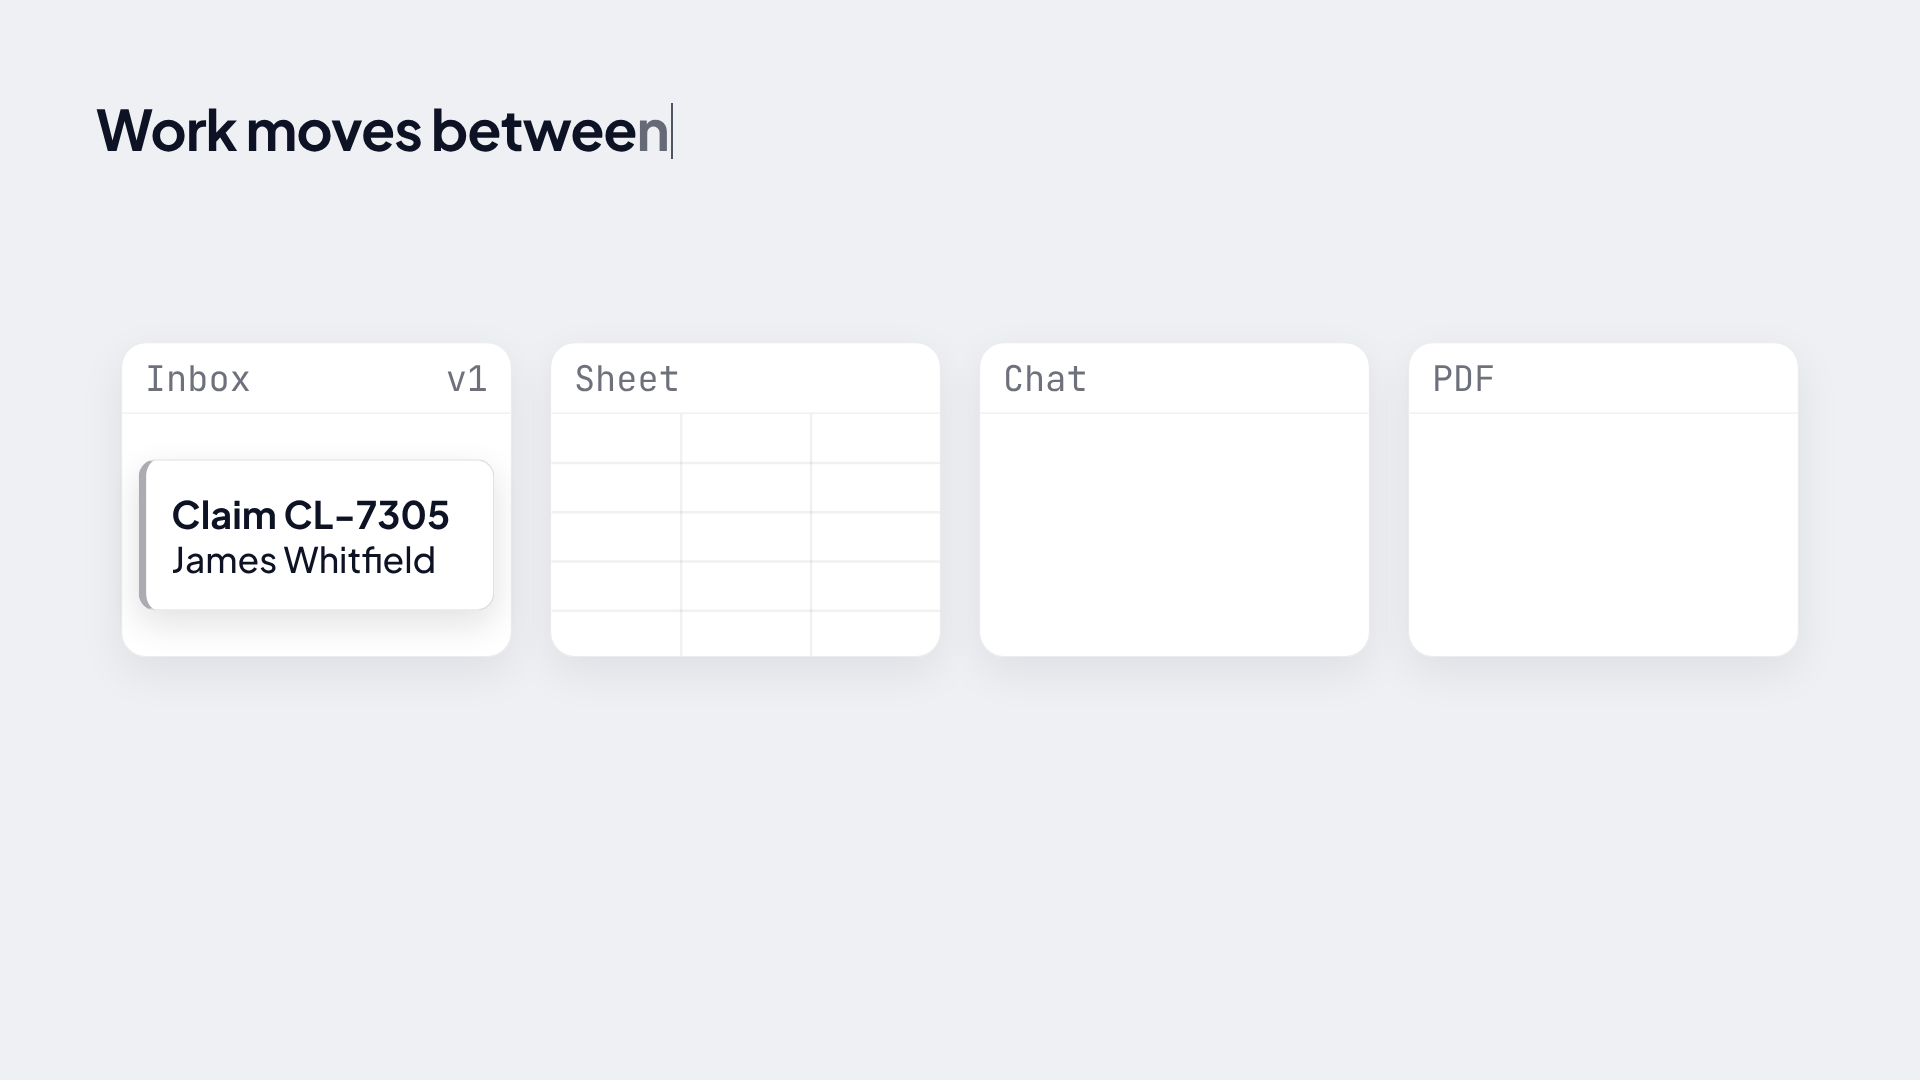 Work moves between
Inbox v1
Claim CL-7305
James Whitfield
Sheet
Chat
PDF